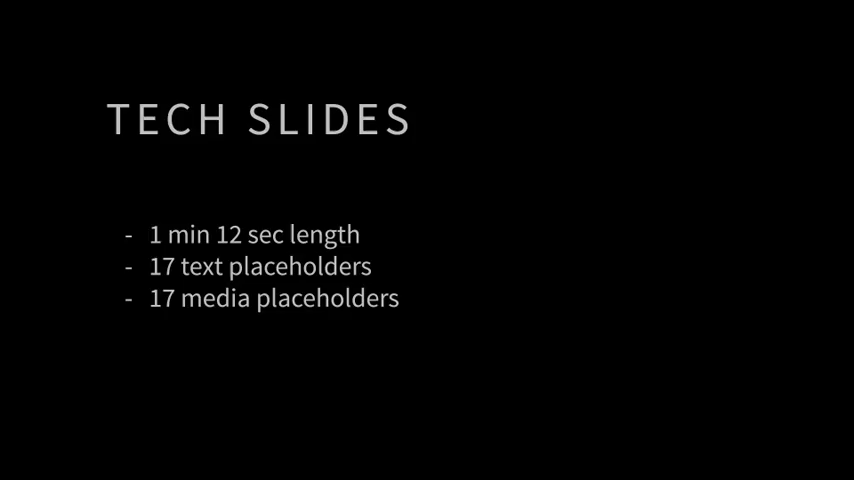 TECH SLIDES
- 1 min 12 sec length
- 17 text placeholders
- 17 media placeholders